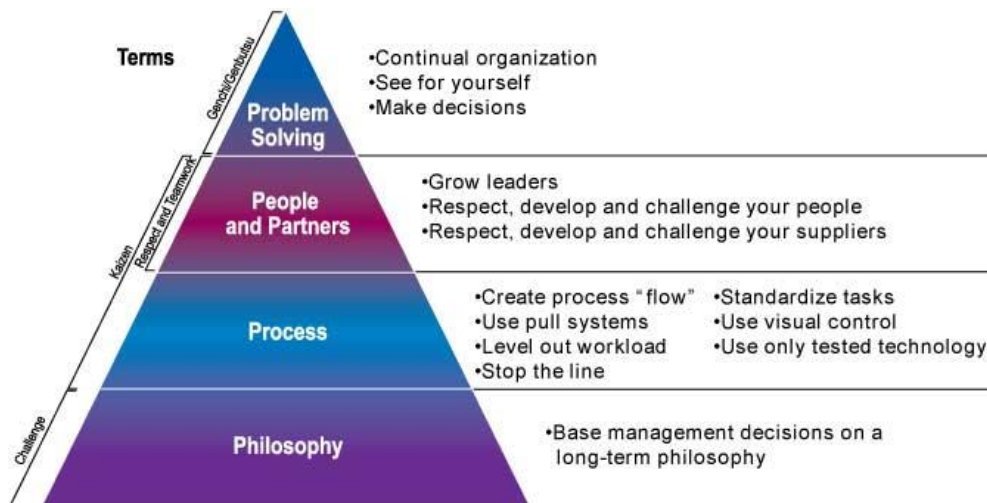 Terms
Genchi/Genbutsu
•Continual organization
•See for yourself
•Make decisions
Problem
Solving
Kaizen
Respect and Teamwork
People
and Partners
•Grow leaders
•Respect, develop and challenge your people
•Respect, develop and challenge your suppliers
Process
•Create process “flow”
•Use pull systems
•Level out workload
•Stop the line
•Standardize tasks
•Use visual control
•Use only tested technology
Challenge
Philosophy
•Base management decisions on a
long-term philosophy